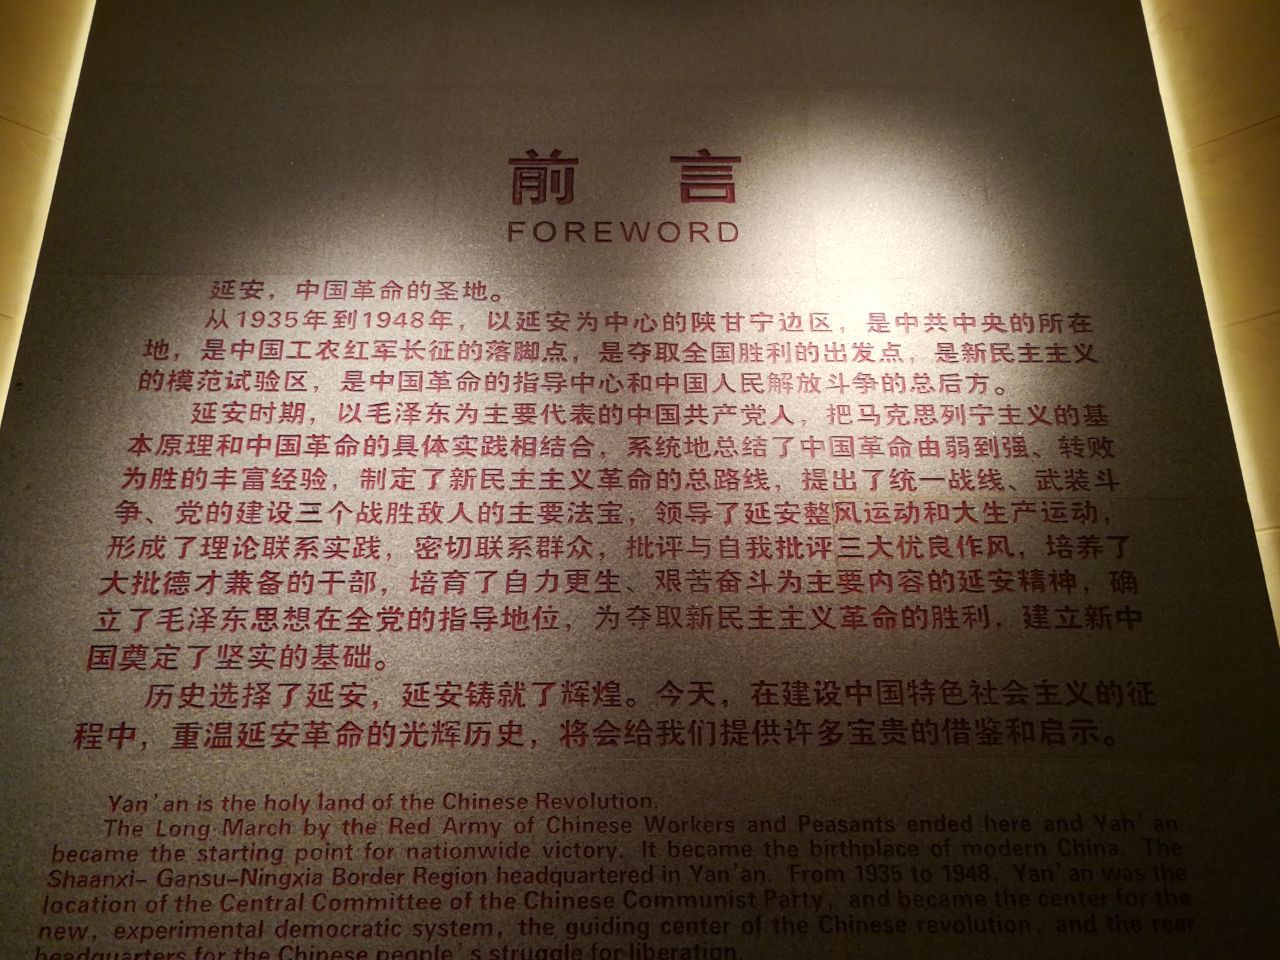 前言
FOREWORD
延安，中国革命的圣地。
从1935年到1948年，以延安为中心的陕甘宁边区，是中共中央的所在
地，是中国工农红军长征的落脚点，是夺取全国胜利的出发点，是新民主主义
的模范试验区，是中国革命的指导中心和中国人民解放斗争的总后方。
延安时期，以毛泽东为主要代表的中国共产党人，把马克思列宁主义的基
本原理和中国革命的具体实践相结合，系统地总结了中国革命由弱到强、转败
为胜的丰富经验，制定了新民主主义革命的总路线，提出了统一战线、武装斗
争、党的建设三个战胜敌人的主要法宝，领导了延安整风运动和大生产运动，
形成了理论联系实践，密切联系群众，批评与自我批评三大优良作风，培养了
大批德才兼备的干部，培育了自力更生、艰苦奋斗为主要内容的延安精神，确
立了毛泽东思想在全党的指导地位，为夺取新民主主义革命的胜利，建立新中
国奠定了坚实的基础。
历史选择了延安，延安铸就了辉煌。今天，在建设中国特色社会主义的征
程中，重温延安革命的光辉历史，将会给我们提供许多宝贵的借鉴和启示。
Yan'an is the holy land of the Chinese Revolution.
The Long March by the Red Army of Chinese Workers and Peasants ended here and Yan'an
became the starting point for nationwide victory. It became the birthplace of modern China. The
Shaanxi-Gansu-Ningxia Border Region headquartered in Yan'an. From 1935 to 1948, Yan'an was the
location of the Central Committee of the Chinese Communist Party, and became the center for the
new, experimental democratic system, the guiding center of the Chinese revolution, and the rear
headquarters for the Chinese people's struggle for liberation.